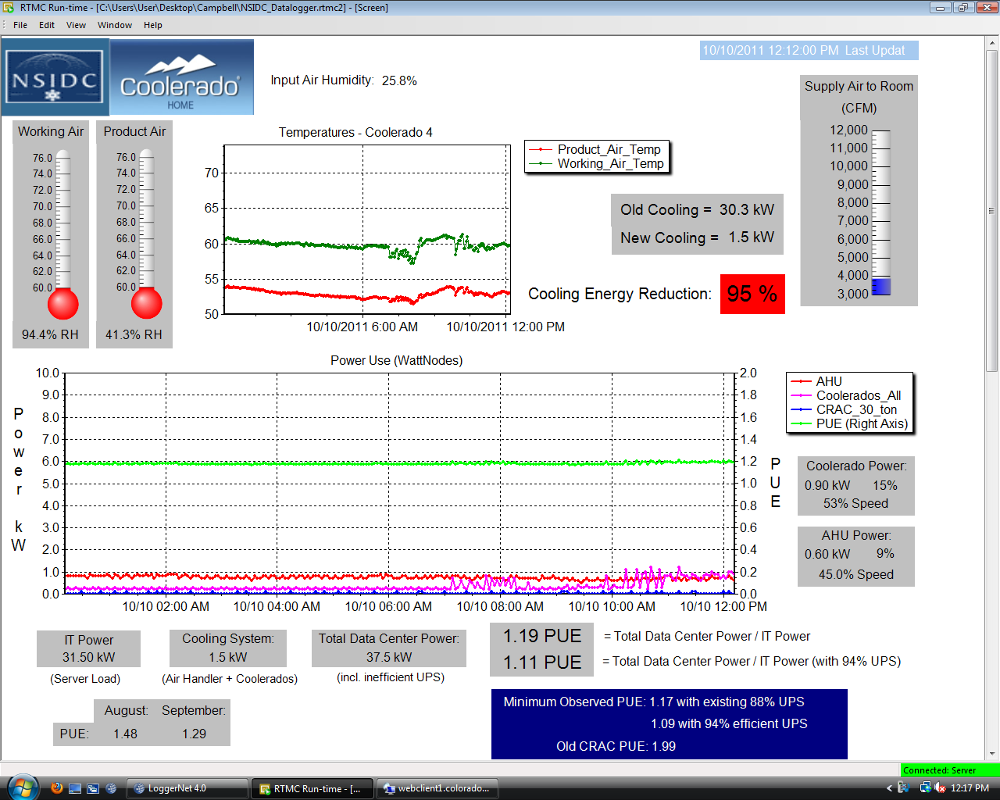 RTMC Run-time - [C:\Users\User\Desktop\Campbell\NSIDC_Datalogger.rtmc2] - [Screen]
File Edit View Window Help
NSIDC
Coolerado
HOME
Input Air Humidity: 25.8%
10/10/2011 12:12:00 PM Last Updat
Working Air
76.0
74.0
72.0
70.0
68.0
66.0
64.0
62.0
60.0
94.4% RH
Product Air
76.0
74.0
72.0
70.0
68.0
66.0
64.0
62.0
60.0
41.3% RH
Temperatures - Coolerado 4
70
65
60
55
50
10/10/2011 6:00 AM 10/10/2011 12:00 PM
Product_Air_Temp
Working_Air_Temp
Old Cooling = 30.3 kW
New Cooling = 1.5 kW
Cooling Energy Reduction: 95 %
Supply Air to Room
(CFM)
12,000
11,000
10,000
9,000
8,000
7,000
6,000
5,000
4,000
3,000
Power Use (WattNodes)
Power kW
10.0
9.0
8.0
7.0
6.0
5.0
4.0
3.0
2.0
1.0
0.0
2.0
1.8
1.6
1.4
1.2
1.0
0.8
0.6
0.4
0.2
0.0
PUE
10/10 02:00 AM 10/10 04:00 AM 10/10 06:00 AM 10/10 08:00 AM 10/10 10:00 AM 10/10 12:00 PM
AHU
Coolerados_All
CRAC_30_ton
PUE (Right Axis)
Coolerado Power:
0.90 kW 15%
53% Speed
AHU Power:
0.60 kW 9%
45.0% Speed
IT Power
31.50 kW
(Server Load)
Cooling System:
1.5 kW
(Air Handler + Coolerados)
Total Data Center Power:
37.5 kW
(incl. inefficient UPS)
1.19 PUE = Total Data Center Power / IT Power
1.11 PUE = Total Data Center Power / IT Power (with 94% UPS)
August: September:
PUE: 1.48 1.29
Minimum Observed PUE: 1.17 with existing 88% UPS
1.09 with 94% efficient UPS
Old CRAC PUE: 1.99
Connected: Server
LoggerNet 4.0
RTMC Run-time - [...
webclient1.colorado...
12:17 PM